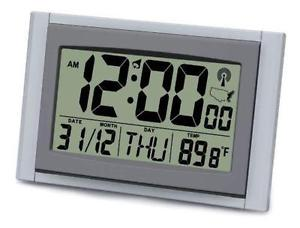 AM 12:00 00
DATE MONTH DAY TEMP
31/12 THU 89.8°F